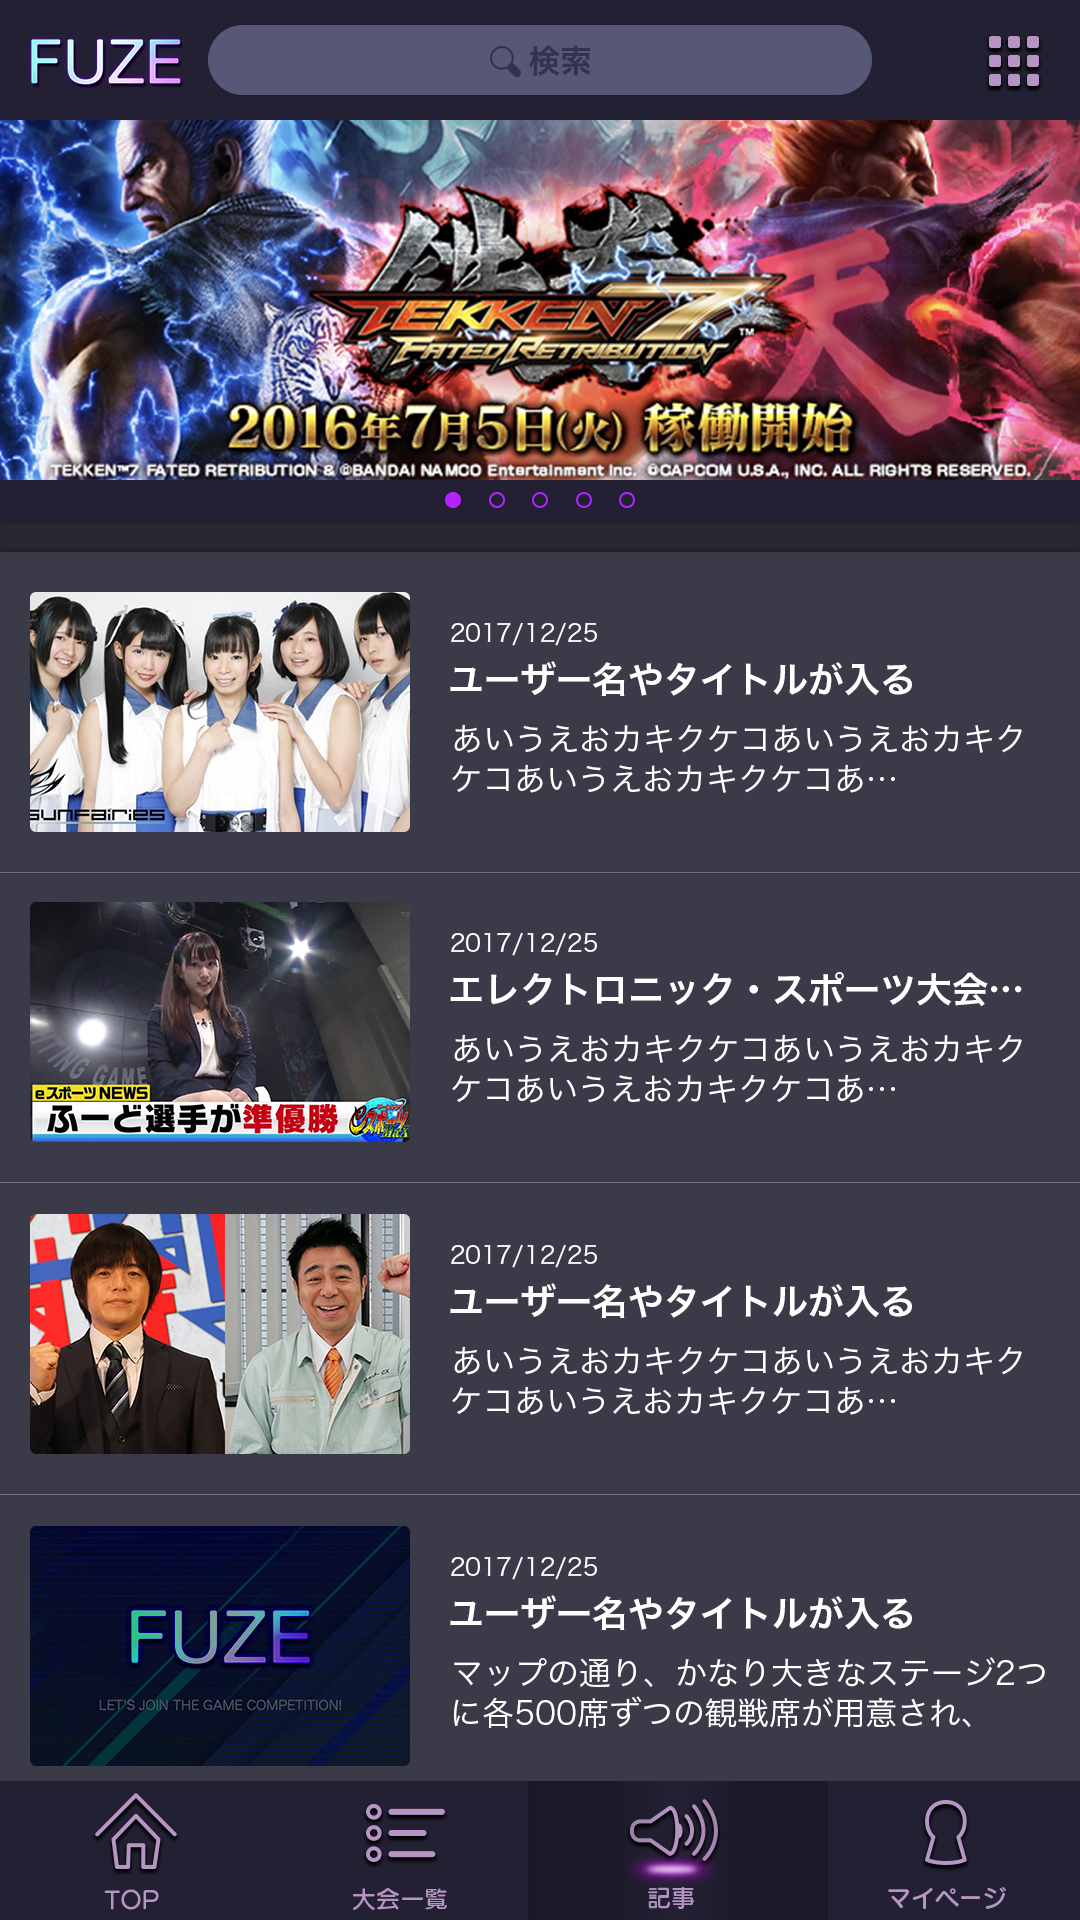 FUZE
検索
鉄拳
天
TEKKEN 7™
FATED RETRIBUTION
2016年7月5日(火) 稼働開始
TEKKEN™7 FATED RETRIBUTION & ©BANDAI NAMCO Entertainment Inc. ©CAPCOM U.S.A., INC. ALL RIGHTS RESERVED.
sunfairies
2017/12/25
ユーザー名やタイトルが入る
あいうえおカキクケコあいうえおカキク
ケコあいうえおカキクケコあ…
eスポーツNEWS
ふーど選手が準優勝
eスポーツMaX
2017/12/25
エレクトロニック・スポーツ大会…
あいうえおカキクケコあいうえおカキク
ケコあいうえおカキクケコあ…
2017/12/25
ユーザー名やタイトルが入る
あいうえおカキクケコあいうえおカキク
ケコあいうえおカキクケコあ…
FUZE
LET'S JOIN THE GAME COMPETITION!
2017/12/25
ユーザー名やタイトルが入る
マップの通り、かなり大きなステージ2つ
に各500席ずつの観戦席が用意され、
TOP
大会一覧
記事
マイページ